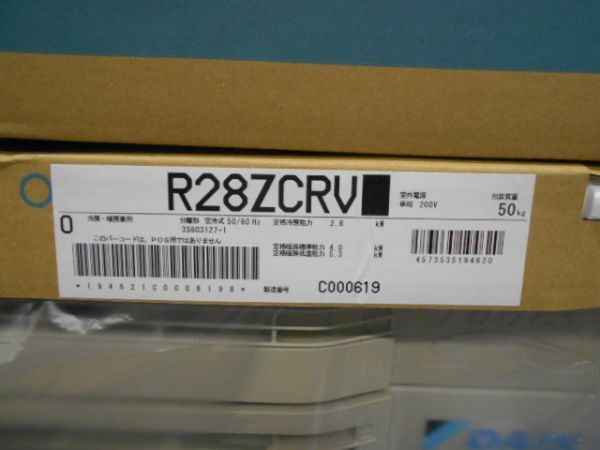 R28ZCRV■
室外電源
単相 200V
台装質量
50kg
0
冷房・暖房兼用
分離形 空冷式 50/60 Hz
3S603127-1
定格冷房能力 2.8 kW
このバーコードは、POS用ではありません
定格暖房標準能力 4.0 kW
定格暖房低温能力 5.3 kW
*194621C0006198*
製造番号 C000619
4573535194620
DAIK